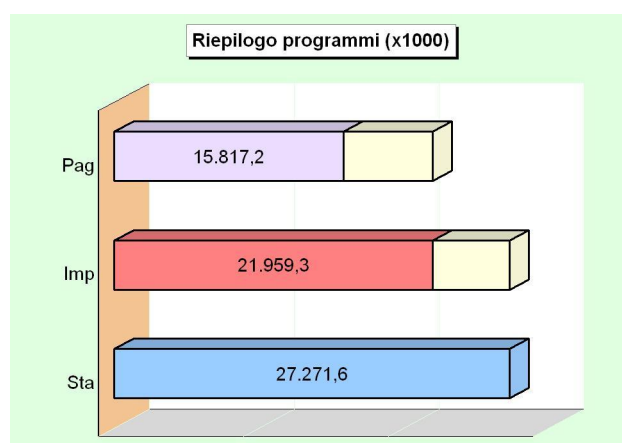 Riepilogo programmi (x1000)
Pag
15.817,2
Imp
21.959,3
Sta
27.271,6